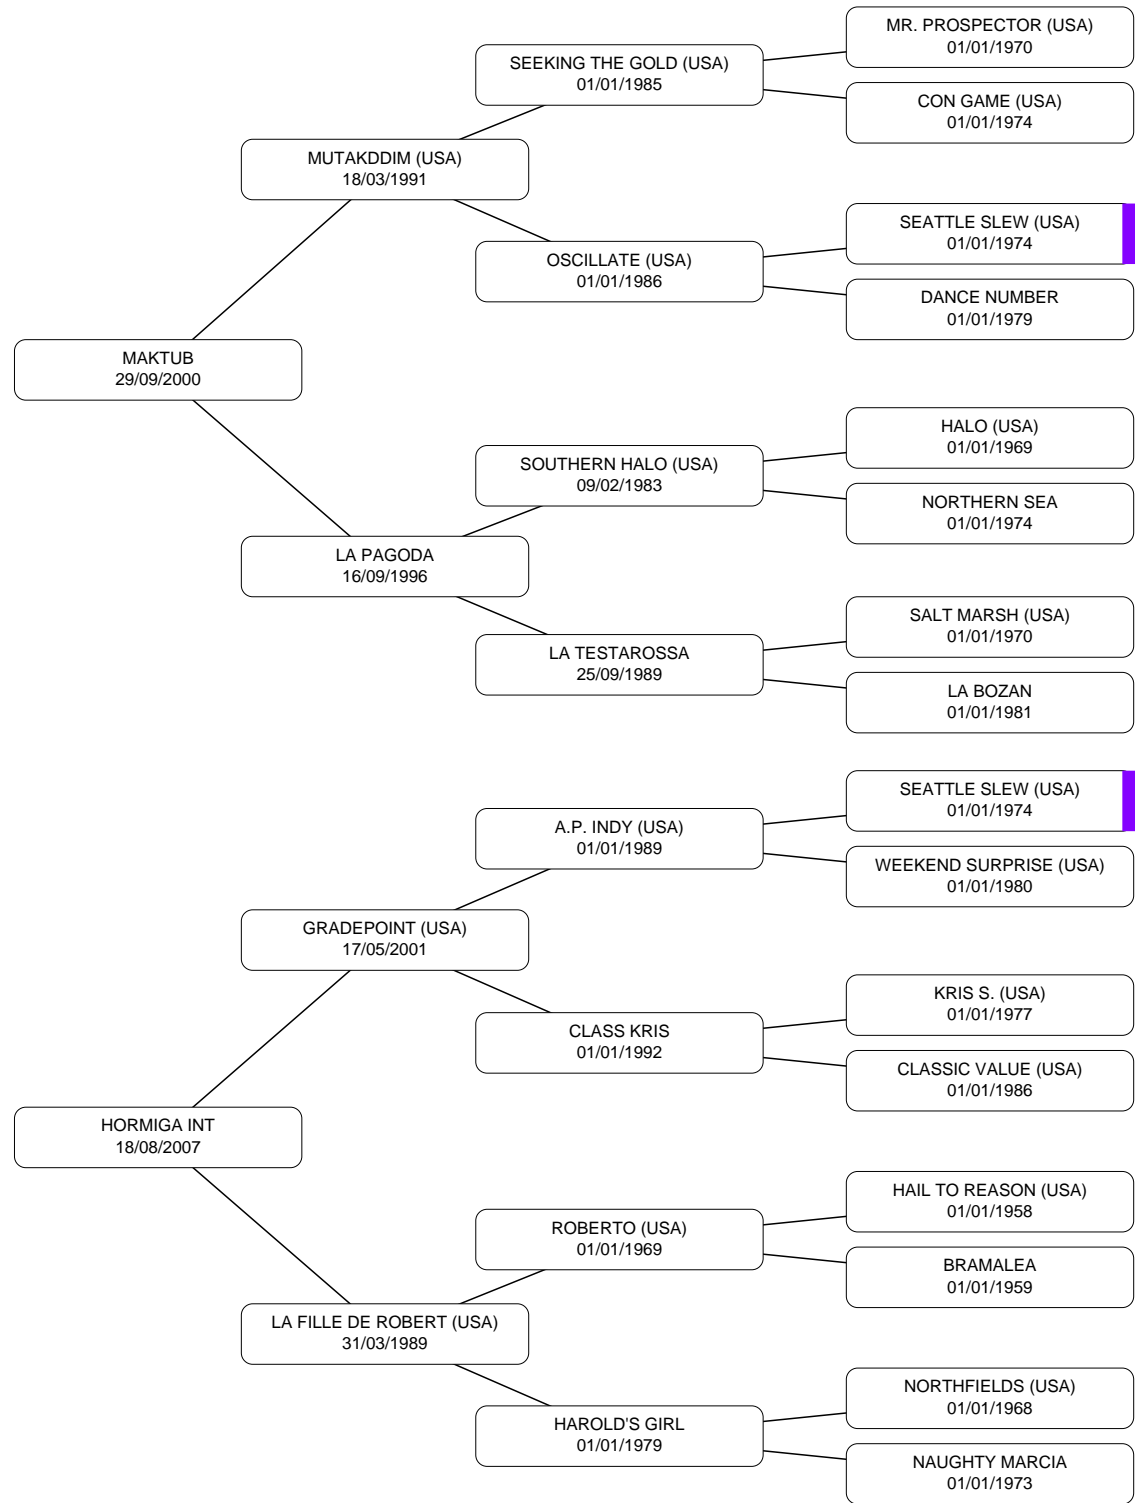 MR. PROSPECTOR (USA)
01/01/1970
SEEKING THE GOLD (USA)
01/01/1985
CON GAME (USA)
01/01/1974
MUTAKDDIM (USA)
18/03/1991
SEATTLE SLEW (USA)
01/01/1974
OSCILLATE (USA)
01/01/1986
DANCE NUMBER
01/01/1979
MAKTUB
29/09/2000
HALO (USA)
01/01/1969
SOUTHERN HALO (USA)
09/02/1983
NORTHERN SEA
01/01/1974
LA PAGODA
16/09/1996
SALT MARSH (USA)
01/01/1970
LA TESTAROSSA
25/09/1989
LA BOZAN
01/01/1981
SEATTLE SLEW (USA)
01/01/1974
A.P. INDY (USA)
01/01/1989
WEEKEND SURPRISE (USA)
01/01/1980
GRADEPOINT (USA)
17/05/2001
KRIS S. (USA)
01/01/1977
CLASS KRIS
01/01/1992
CLASSIC VALUE (USA)
01/01/1986
HORMIGA INT
18/08/2007
HAIL TO REASON (USA)
01/01/1958
ROBERTO (USA)
01/01/1969
BRAMALEA
01/01/1959
LA FILLE DE ROBERT (USA)
31/03/1989
NORTHFIELDS (USA)
01/01/1968
HAROLD'S GIRL
01/01/1979
NAUGHTY MARCIA
01/01/1973